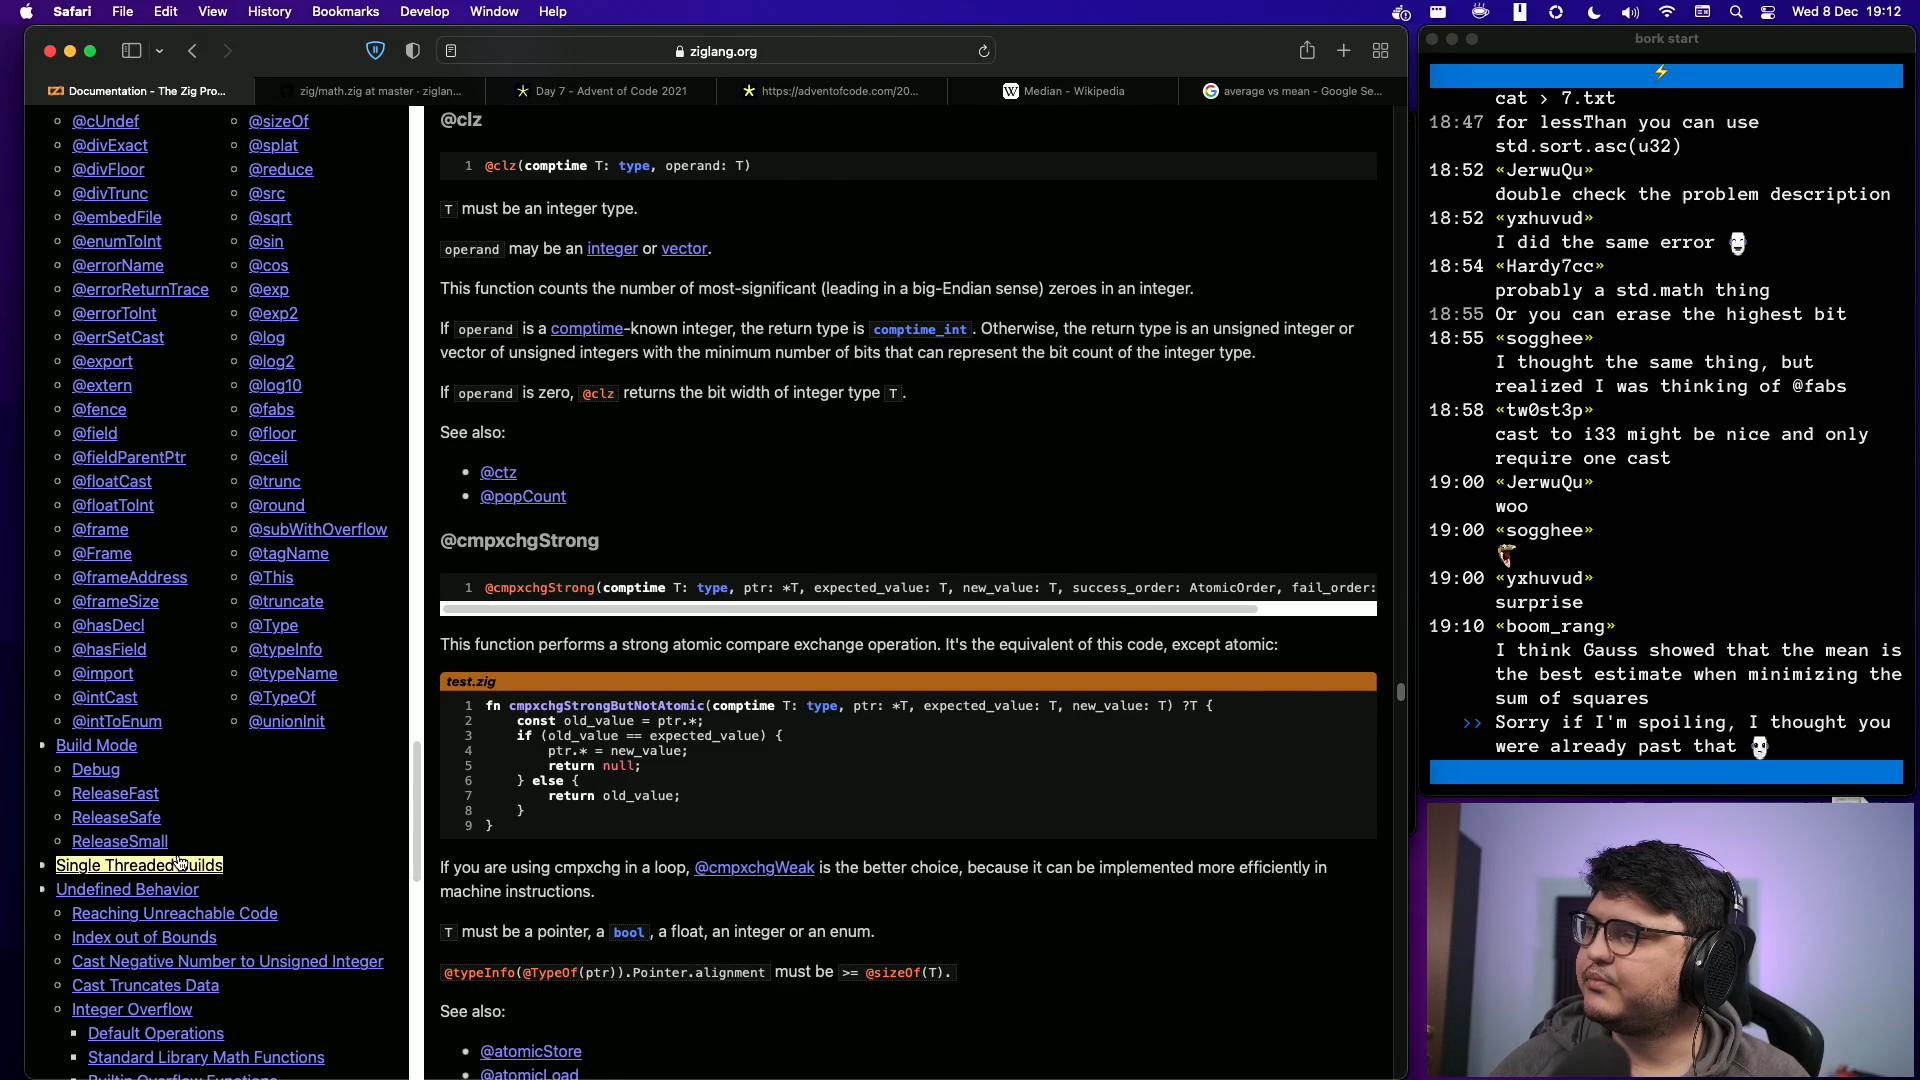 Safari File Edit View History Bookmarks Develop Window Help
Wed 8 Dec 19:12
ziglang.org
Documentation - The Zig Pro...
zig/math.zig at master · ziglan...
Day 7 - Advent of Code 2021
https://adventofcode.com/20...
Median - Wikipedia
average vs mean - Google Se...
@cUndef
@divExact
@divFloor
@divTrunc
@embedFile
@enumToInt
@errorName
@errorReturnTrace
@errorToInt
@errSetCast
@export
@extern
@fence
@field
@fieldParentPtr
@floatCast
@floatToInt
@frame
@Frame
@frameAddress
@frameSize
@hasDecl
@hasField
@import
@intCast
@intToEnum
@sizeOf
@splat
@reduce
@src
@sqrt
@sin
@cos
@exp
@exp2
@log
@log2
@log10
@fabs
@floor
@ceil
@trunc
@round
@subWithOverflow
@tagName
@This
@truncate
@Type
@typeInfo
@typeName
@TypeOf
@unionInit
Build Mode
Debug
ReleaseFast
ReleaseSafe
ReleaseSmall
Single Threaded Builds
Undefined Behavior
Reaching Unreachable Code
Index out of Bounds
Cast Negative Number to Unsigned Integer
Cast Truncates Data
Integer Overflow
Default Operations
Standard Library Math Functions
Builtin Overflow Functions
@clz
1 @clz(comptime T: type, operand: T)
T must be an integer type.
operand may be an integer or vector.
This function counts the number of most-significant (leading in a big-Endian sense) zeroes in an integer.
If operand is a comptime-known integer, the return type is comptime_int. Otherwise, the return type is an unsigned integer or
vector of unsigned integers with the minimum number of bits that can represent the bit count of the integer type.
If operand is zero, @clz returns the bit width of integer type T.
See also:
@ctz
@popCount
@cmpxchgStrong
1 @cmpxchgStrong(comptime T: type, ptr: *T, expected_value: T, new_value: T, success_order: AtomicOrder, fail_order:
This function performs a strong atomic compare exchange operation. It's the equivalent of this code, except atomic:
test.zig
1 fn cmpxchgStrongButNotAtomic(comptime T: type, ptr: *T, expected_value: T, new_value: T) ?T {
2 const old_value = ptr.*;
3 if (old_value == expected_value) {
4 ptr.* = new_value;
5 return null;
6 } else {
7 return old_value;
8 }
9 }
If you are using cmpxchg in a loop, @cmpxchgWeak is the better choice, because it can be implemented more efficiently in
machine instructions.
T must be a pointer, a bool, a float, an integer or an enum.
@typeInfo(@TypeOf(ptr)).Pointer.alignment must be >= @sizeOf(T).
See also:
@atomicStore
@atomicLoad
bork start
cat > 7.txt
18:47 for lessThan you can use
std.sort.asc(u32)
18:52 «JerwuQu»
double check the problem description
18:52 «yxhuvud»
I did the same error
18:54 «Hardy7cc»
probably a std.math thing
18:55 Or you can erase the highest bit
18:55 «sogghee»
I thought the same thing, but
realized I was thinking of @fabs
18:58 «tw0st3p»
cast to i33 might be nice and only
require one cast
19:00 «JerwuQu»
woo
19:00 «sogghee»
19:00 «yxhuvud»
surprise
19:10 «boom_rang»
I think Gauss showed that the mean is
the best estimate when minimizing the
sum of squares
>> Sorry if I'm spoiling, I thought you
were already past that